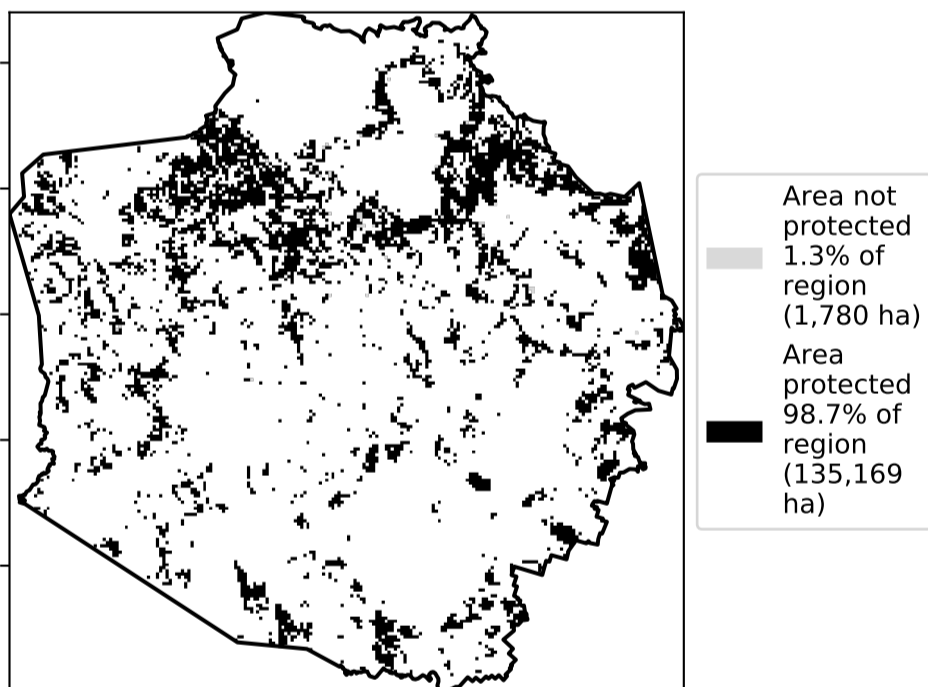 Area not
protected
1.3% of
region
(1,780 ha)
Area
protected
98.7% of
region
(135,169
ha)